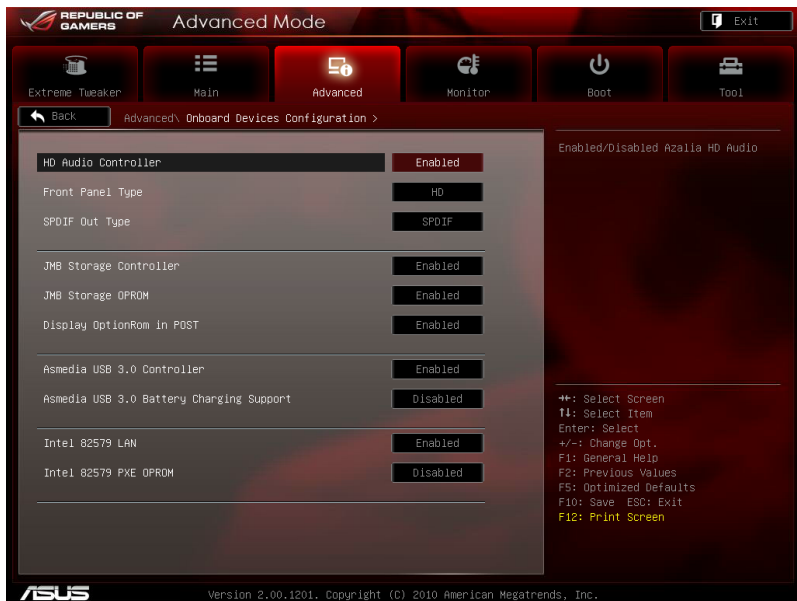 REPUBLIC OF
GAMERS
Advanced Mode
Exit
Extreme Tweaker
Main
Advanced
Monitor
Boot
Tool
Back
Advanced\ Onboard Devices Configuration >
HD Audio Controller Enabled
Front Panel Type HD
SPDIF Out Type SPDIF
JMB Storage Controller Enabled
JMB Storage OPROM Enabled
Display OptionRom in POST Enabled
Asmedia USB 3.0 Controller Enabled
Asmedia USB 3.0 Battery Charging Support Disabled
Intel 82579 LAN Enabled
Intel 82579 PXE OPROM Disabled
Enabled/Disabled Azalia HD Audio
→←: Select Screen
↑↓: Select Item
Enter: Select
+/-: Change Opt.
F1: General Help
F2: Previous Values
F5: Optimized Defaults
F10: Save ESC: Exit
F12: Print Screen
ASUS
Version 2.00.1201. Copyright (C) 2010 American Megatrends, Inc.